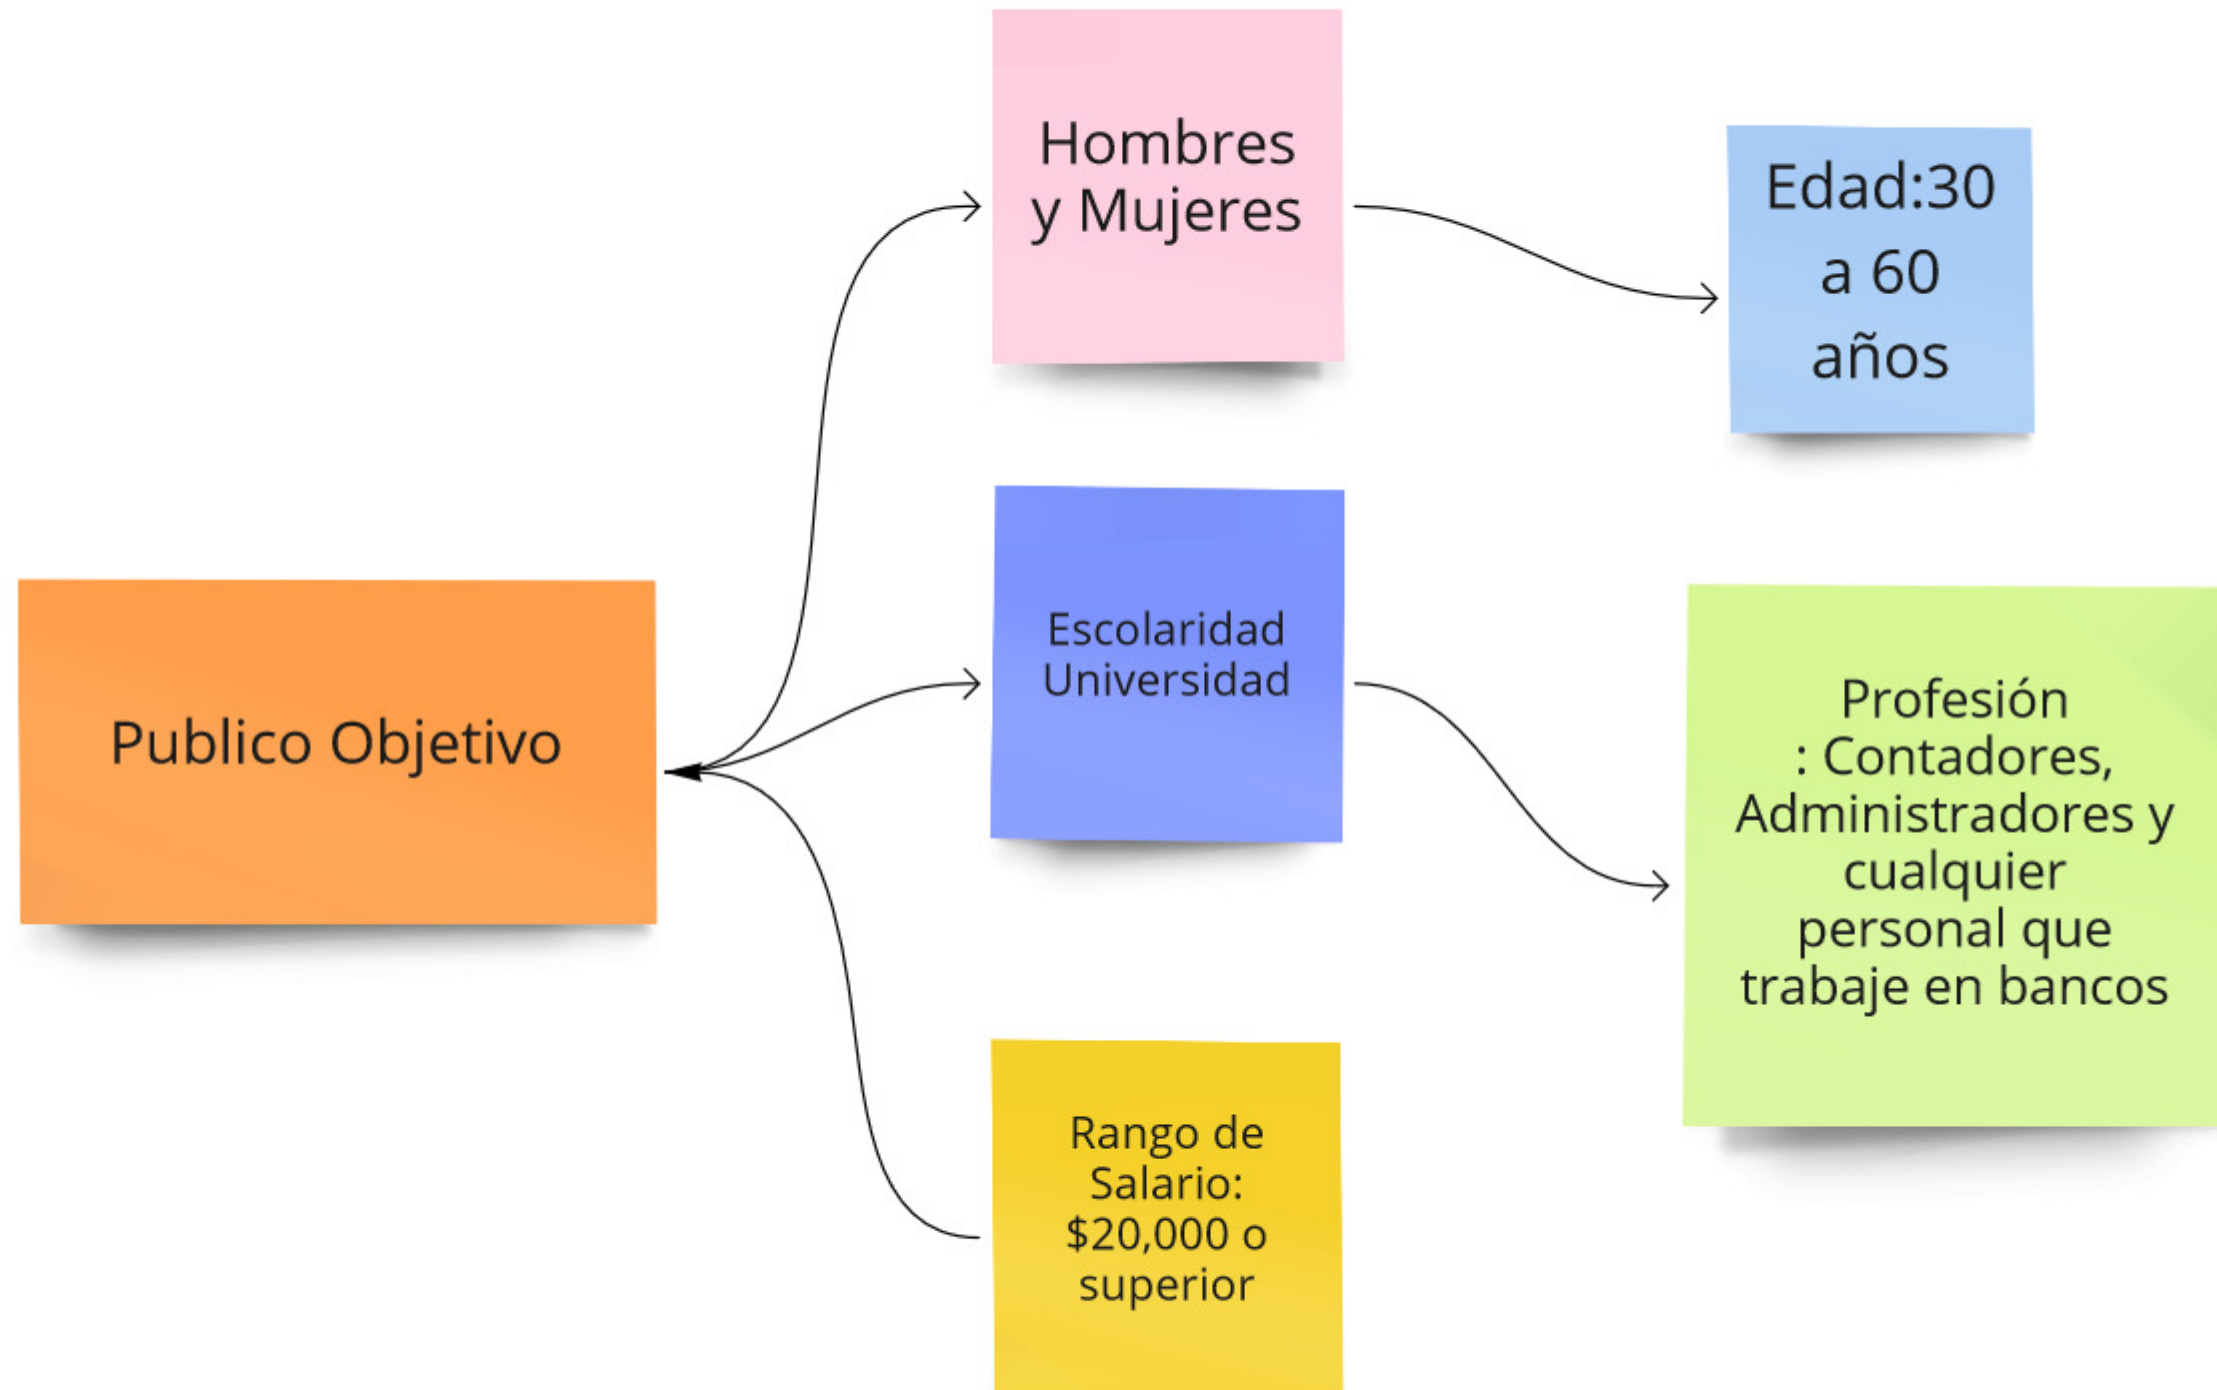 Publico Objetivo
Hombres
y Mujeres
Edad:30
a 60
años
Escolaridad
Universidad
Profesión
: Contadores,
Administradores y
cualquier
personal que
trabaje en bancos
Rango de
Salario:
$20,000 o
superior